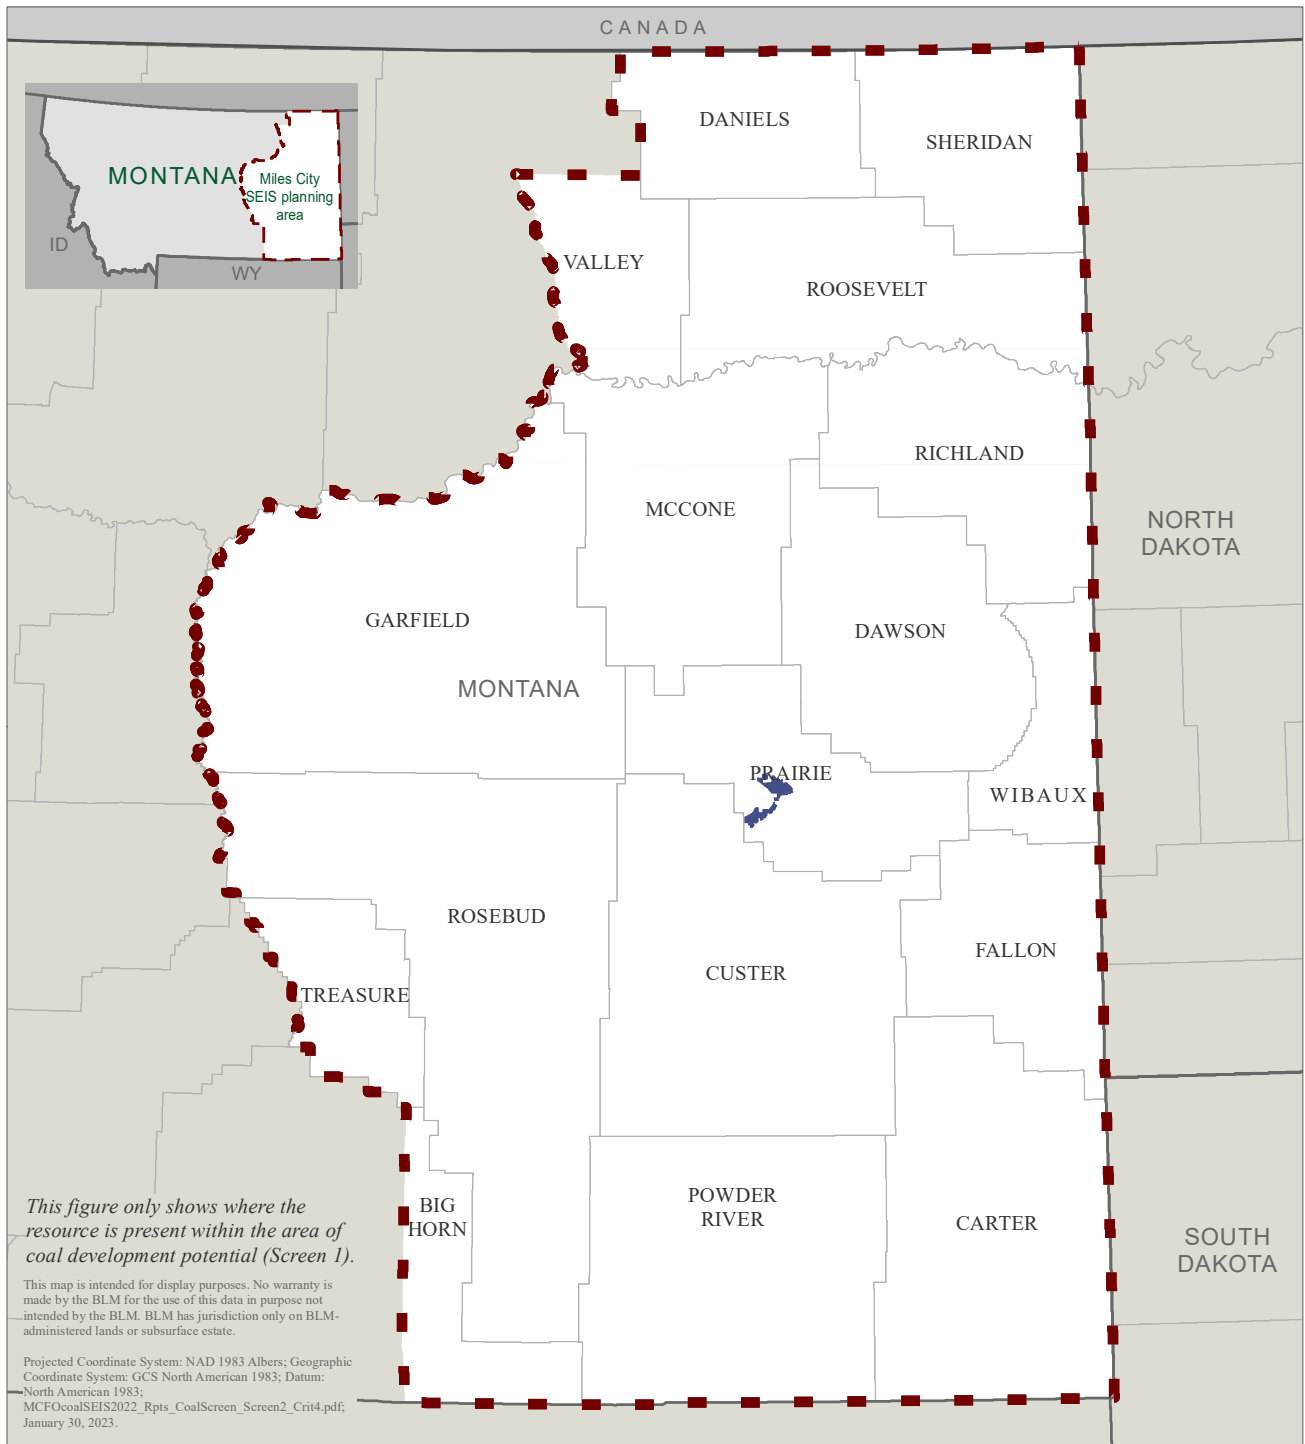 CANADA
DANIELS
SHERIDAN
MONTANA
Miles City
SEIS planning
area
ID
WY
VALLEY
ROOSEVELT
RICHLAND
MCCONE
NORTH
DAKOTA
GARFIELD
DAWSON
MONTANA
PRAIRIE
WIBAUX
ROSEBUD
FALLON
CUSTER
TREASURE
POWDER
RIVER
BIG
HORN
CARTER
SOUTH
DAKOTA
This figure only shows where the
resource is present within the area of
coal development potential (Screen 1).
This map is intended for display purposes. No warranty is
made by the BLM for the use of this data in purpose not
intended by the BLM. BLM has jurisdiction only on BLM-
administered lands or subsurface estate.
Projected Coordinate System: NAD 1983 Albers; Geographic
Coordinate System: GCS North American 1983; Datum:
North American 1983;
MCFOcoalSEIS2022_Rpts_CoalScreen_Screen2_Crit4.pdf;
January 30, 2023.